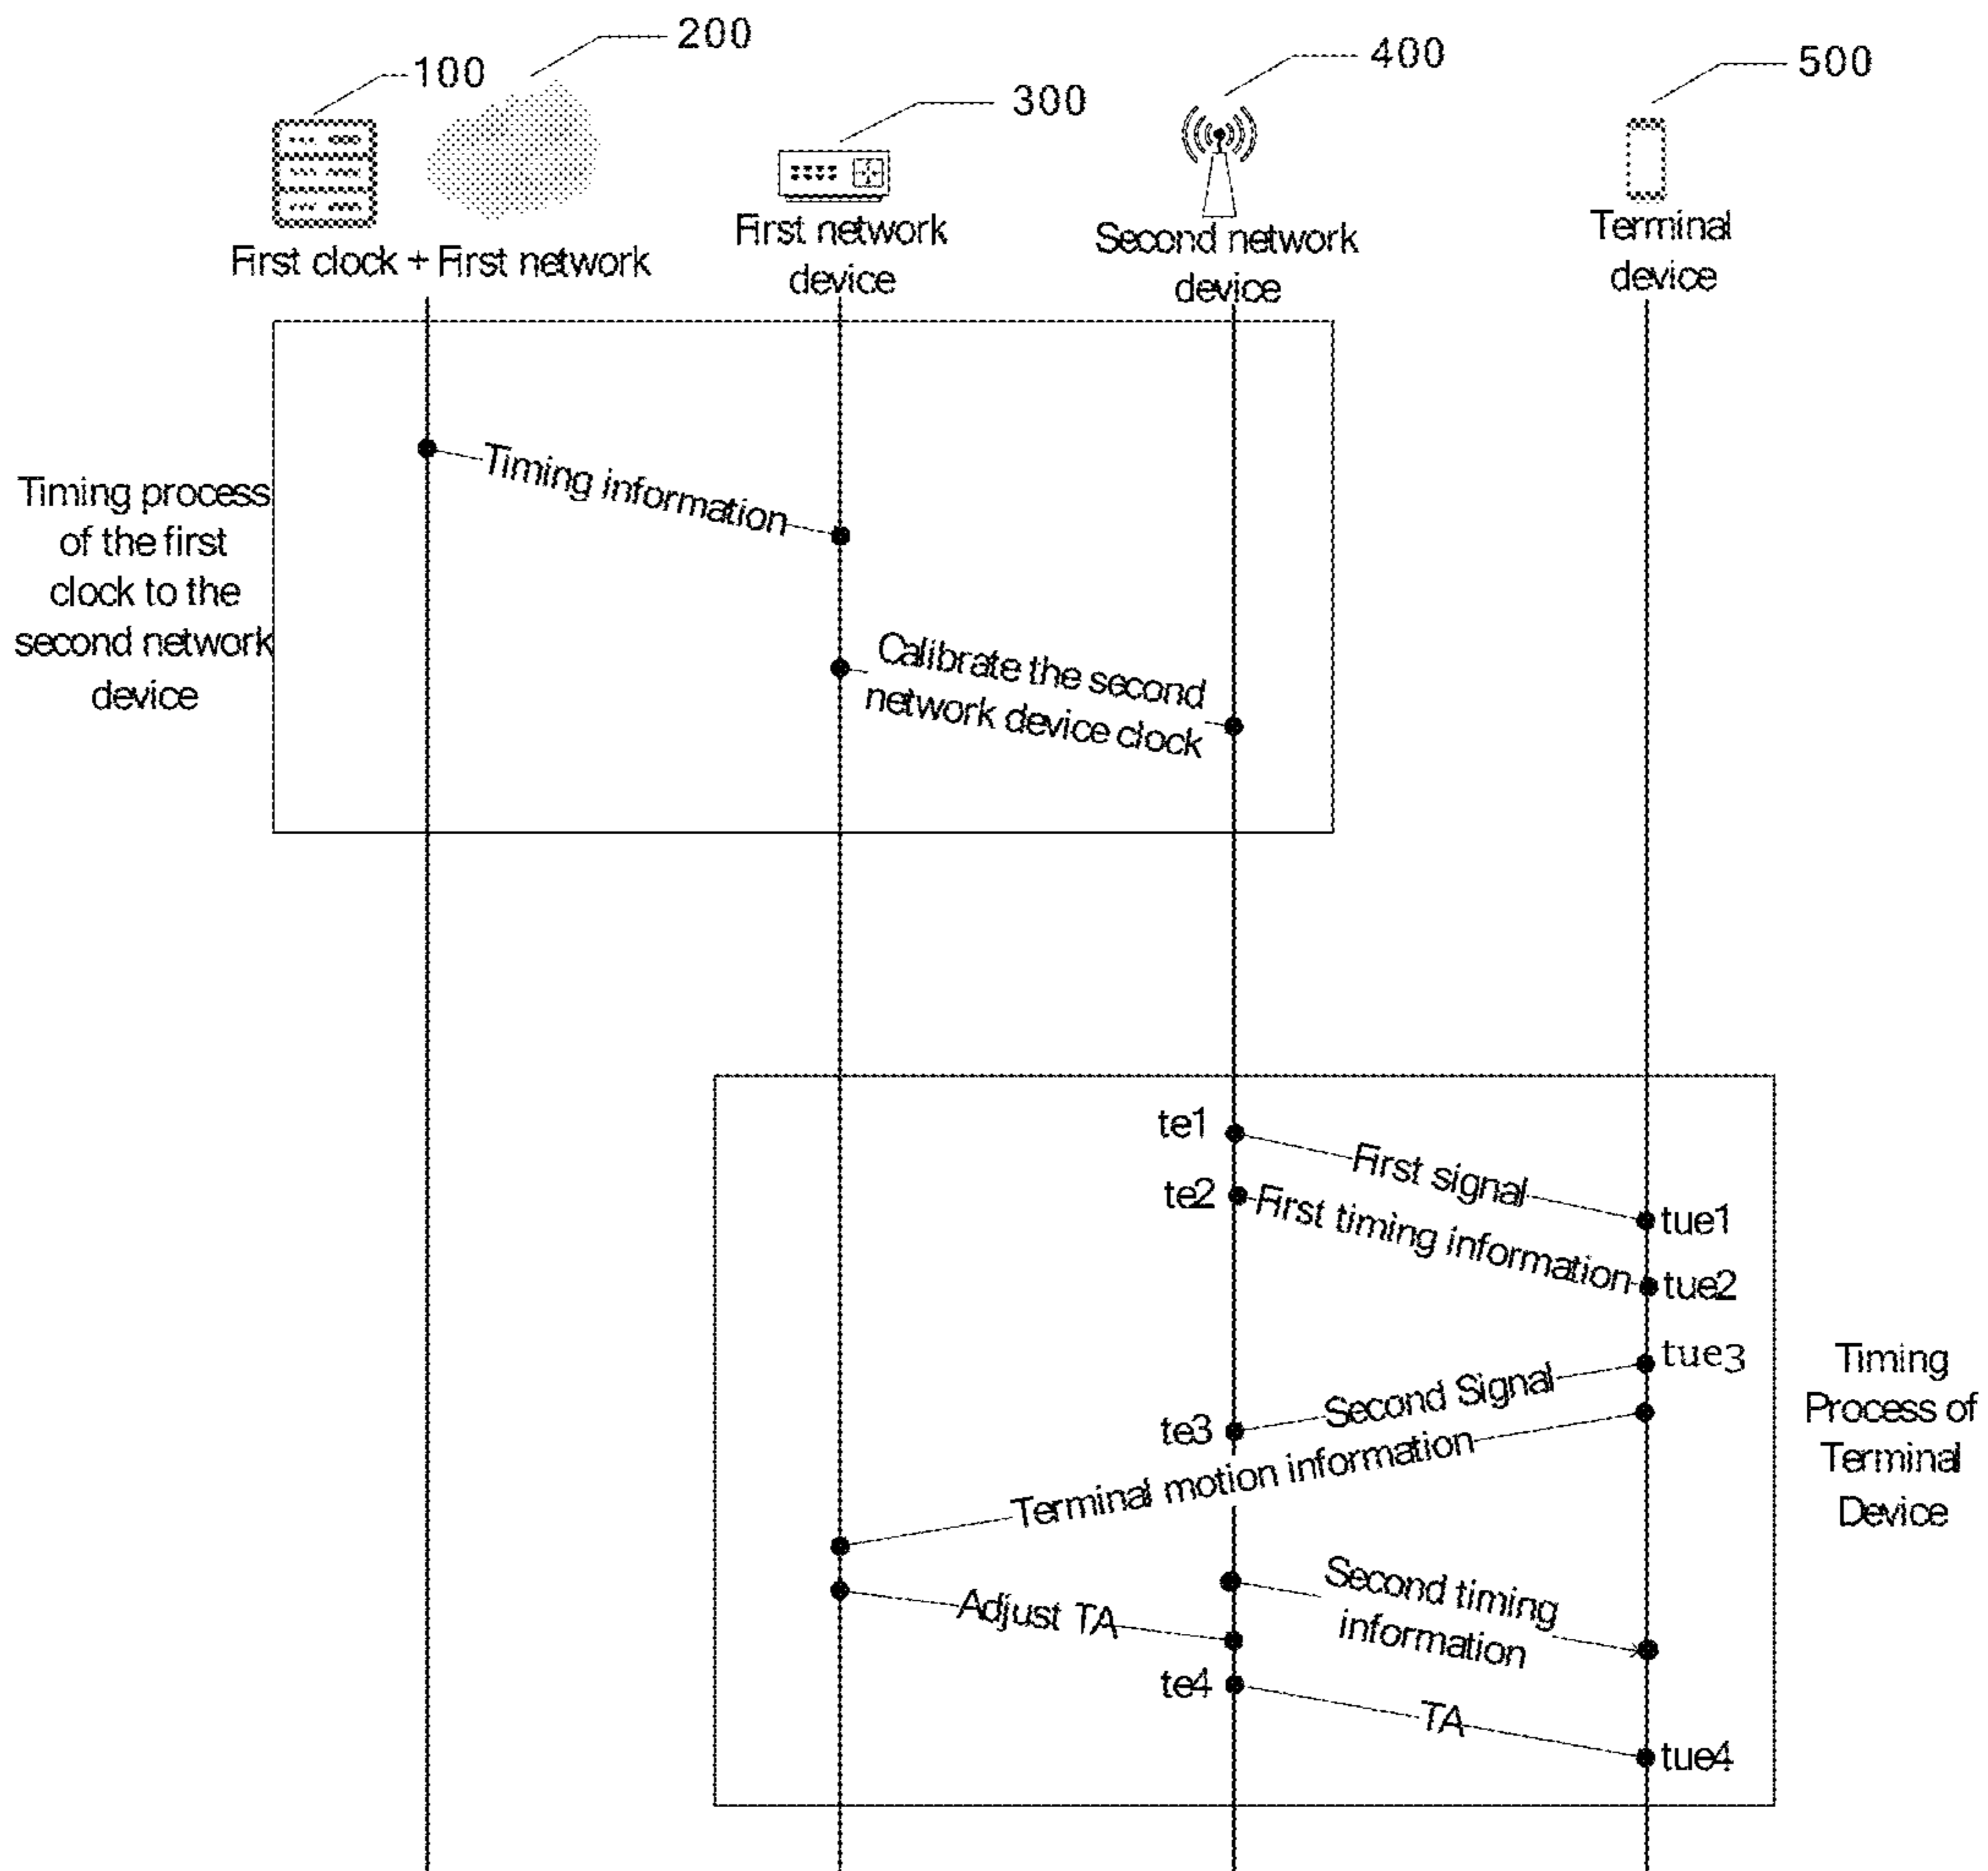 200
400
500
100
300
First network
device
Second network
device
Terminal
device
First clock + First network
Timing information
Timing process
of the first
clock to the
second network
device
Calibrate the second
network device clock
te1
First signal
te2
First timing information
tue1
tue2
tue3
Second Signal
te3
Terminal motion information
Timing
Process of
Terminal
Device
Second timing
information
Adjust TA
te4
TA
tue4